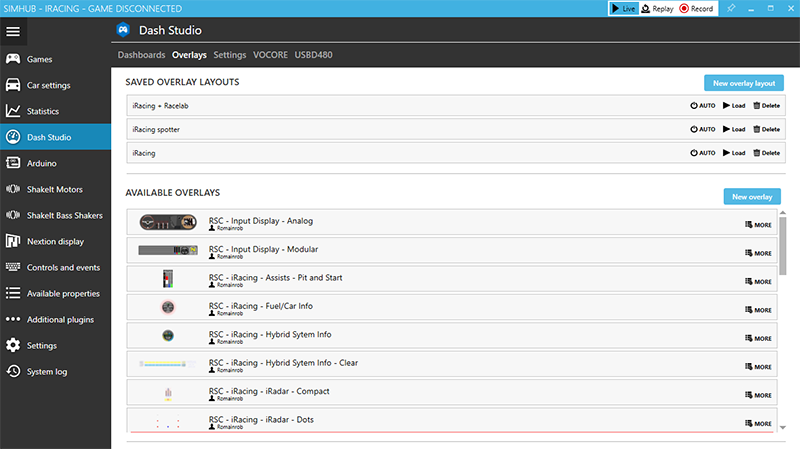 SIMHUB - IRACING - GAME DISCONNECTED
Live Replay Record
Dash Studio
Dashboards Overlays Settings VOCORE USBD480
Games
Car settings
Statistics
Dash Studio
Arduino
ShakeIt Motors
ShakeIt Bass Shakers
Nextion display
Controls and events
Available properties
Additional plugins
Settings
System log
SAVED OVERLAY LAYOUTS
New overlay layout
iRacing + Racelab AUTO Load Delete
iRacing spotter AUTO Load Delete
iRacing AUTO Load Delete
AVAILABLE OVERLAYS
New overlay
RSC - Input Display - Analog
Romainrob
MORE
RSC - Input Display - Modular
Romainrob
MORE
RSC - iRacing - Assists - Pit and Start
Romainrob
MORE
RSC - iRacing - Fuel/Car Info
Romainrob
MORE
RSC - iRacing - Hybrid Sytem Info
Romainrob
MORE
RSC - iRacing - Hybrid Sytem Info - Clear
Romainrob
MORE
RSC - iRacing - iRadar - Compact
Romainrob
MORE
RSC - iRacing - iRadar - Dots
Romainrob
MORE